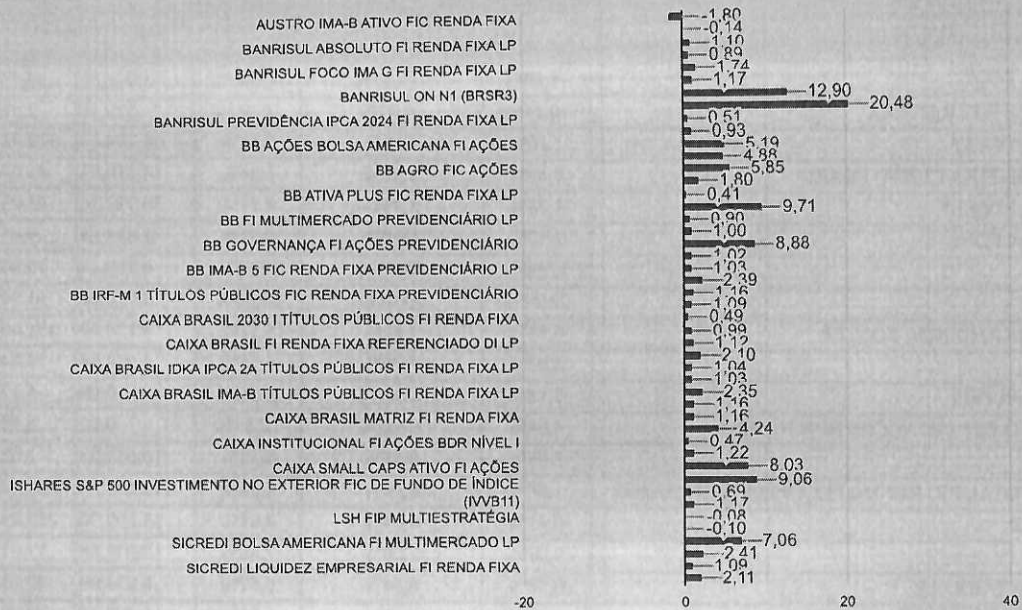 AUSTRO IMA-B ATIVO FIC RENDA FIXA
-1,80
-0,14
BANRISUL ABSOLUTO FI RENDA FIXA LP
1,10
0,89
BANRISUL FOCO IMA G FI RENDA FIXA LP
1,74
1,17
BANRISUL ON N1 (BRSR3)
12,90
20,48
BANRISUL PREVIDÊNCIA IPCA 2024 FI RENDA FIXA LP
0,51
0,93
BB AÇÕES BOLSA AMERICANA FI AÇÕES
5,19
4,88
BB AGRO FIC AÇÕES
5,85
1,80
BB ATIVA PLUS FIC RENDA FIXA LP
0,41
9,71
BB FI MULTIMERCADO PREVIDENCIÁRIO LP
0,90
1,00
BB GOVERNANÇA FI AÇÕES PREVIDENCIÁRIO
8,88
1,02
BB IMA-B 5 FIC RENDA FIXA PREVIDENCIÁRIO LP
1,03
2,39
BB IRF-M 1 TÍTULOS PÚBLICOS FIC RENDA FIXA PREVIDENCIÁRIO
1,16
1,09
CAIXA BRASIL 2030 I TÍTULOS PÚBLICOS FI RENDA FIXA
0,49
0,99
CAIXA BRASIL FI RENDA FIXA REFERENCIADO DI LP
1,12
2,10
CAIXA BRASIL IDKA IPCA 2A TÍTULOS PÚBLICOS FI RENDA FIXA LP
1,04
1,03
CAIXA BRASIL IMA-B TÍTULOS PÚBLICOS FI RENDA FIXA LP
2,35
1,16
CAIXA BRASIL MATRIZ FI RENDA FIXA
1,16
4,24
CAIXA INSTITUCIONAL FI AÇÕES BDR NÍVEL I
0,47
1,22
CAIXA SMALL CAPS ATIVO FI AÇÕES
8,03
9,06
ISHARES S&P 500 INVESTIMENTO NO EXTERIOR FIC DE FUNDO DE ÍNDICE
(IVVB11)
0,69
1,17
LSH FIP MULTIESTRATÉGIA
-0,08
-0,10
SICREDI BOLSA AMERICANA FI MULTIMERCADO LP
7,06
2,41
SICREDI LIQUIDEZ EMPRESARIAL FI RENDA FIXA
1,09
2,11
-20 0 20 40